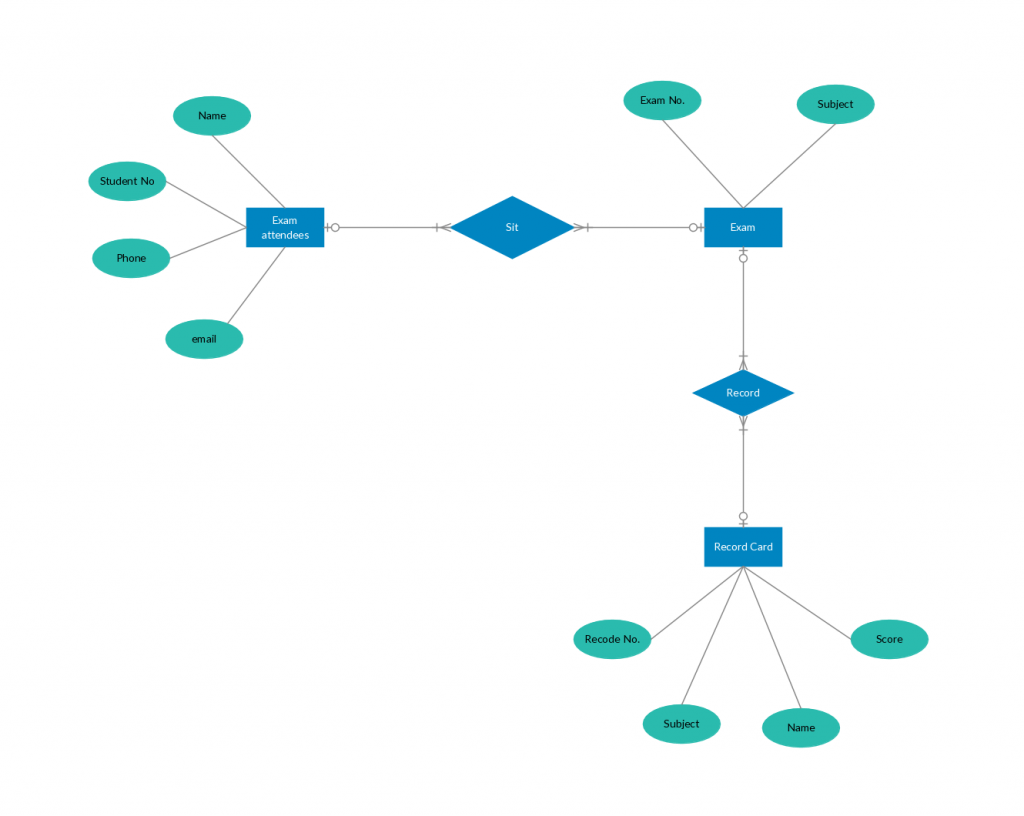 Exam No.
Subject
Name
Student No
Exam
attendees
Sit
Exam
Phone
email
Record
Record Card
Recode No.
Score
Subject
Name